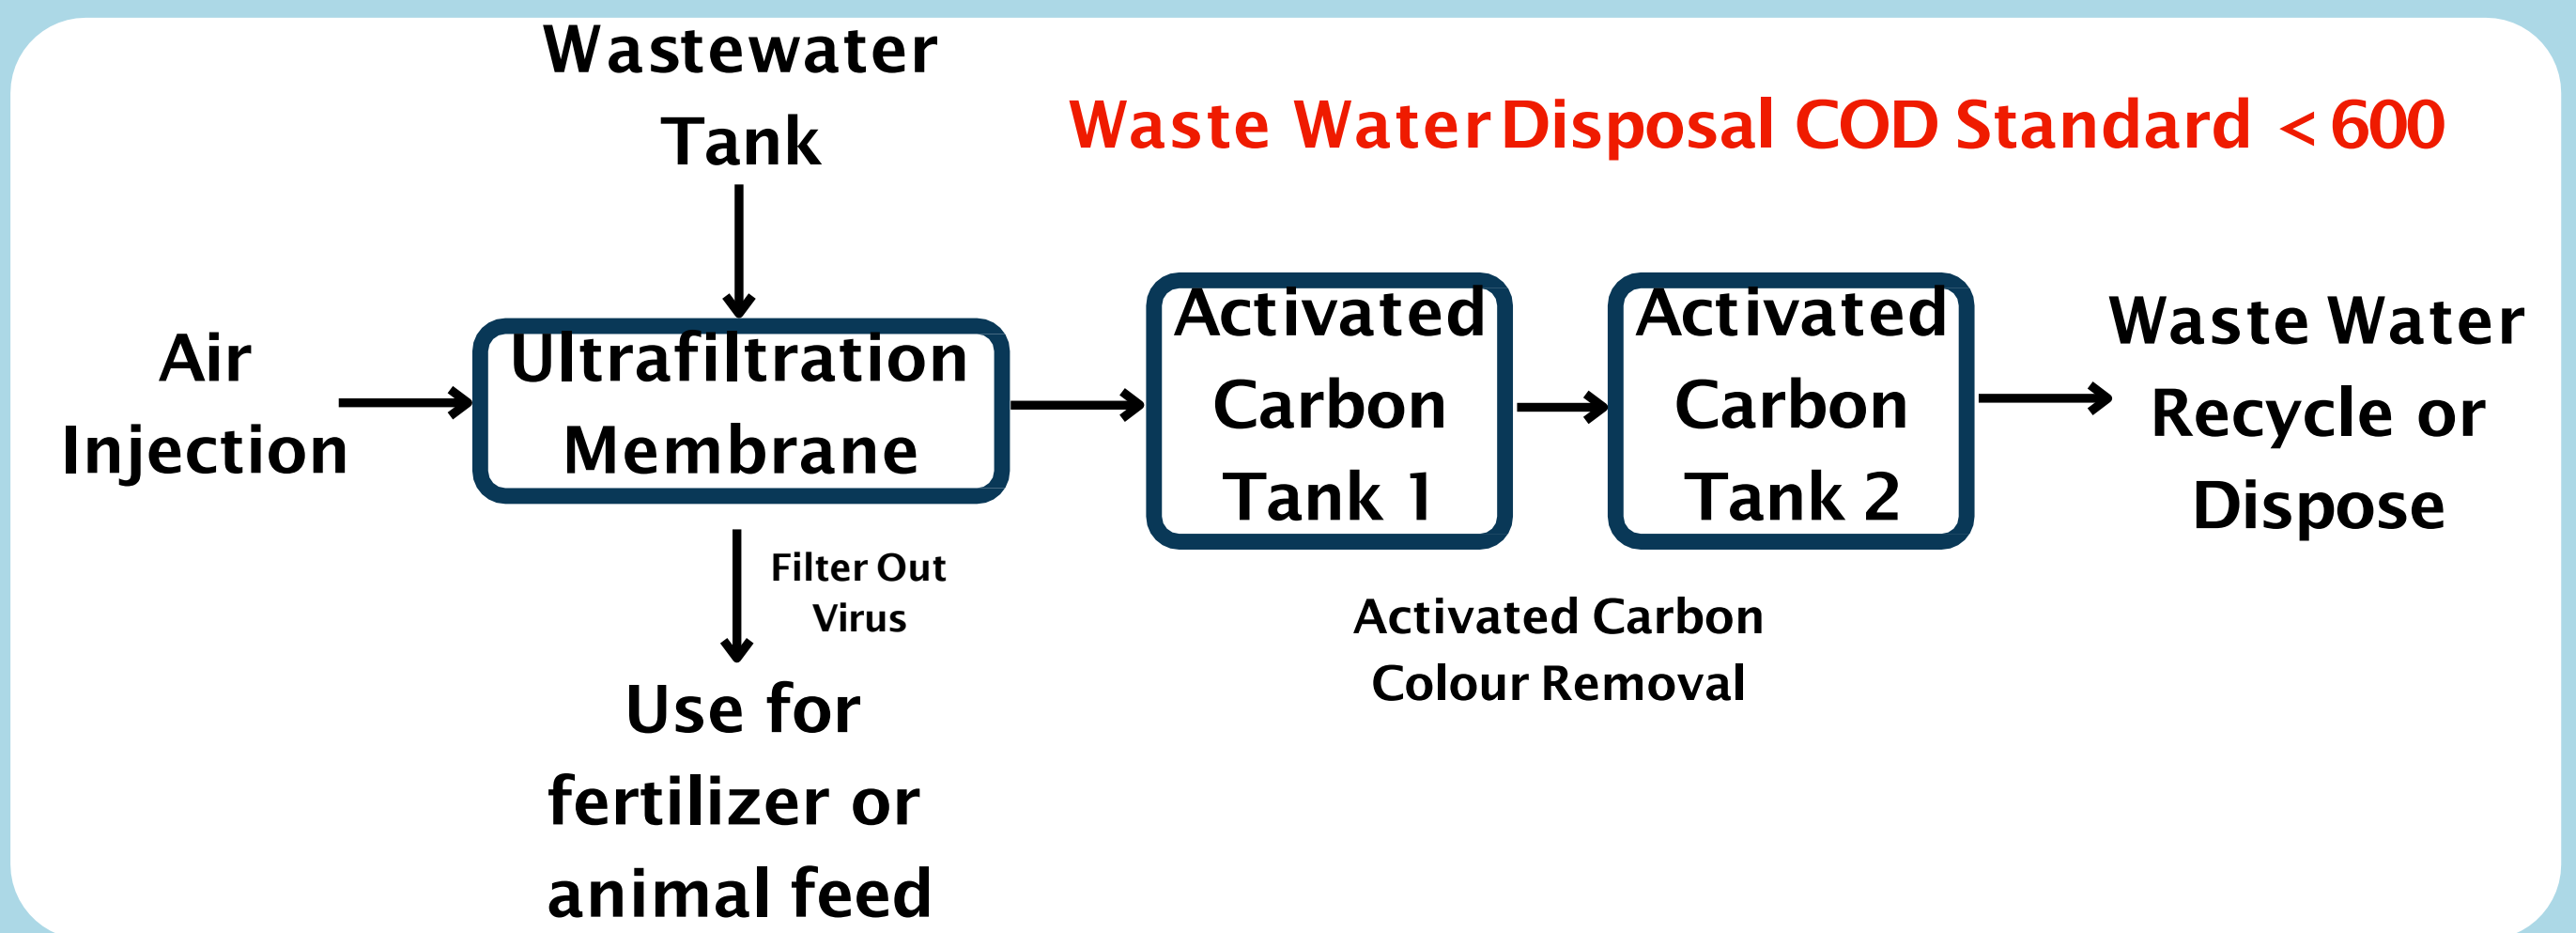 Wastewater
Tank
Waste Water Disposal COD Standard < 600
Air
Injection
Ultrafiltration
Membrane
Activated
Carbon
Tank 1
Activated
Carbon
Tank 2
Waste Water
Recycle or
Dispose
Filter Out
Virus
Activated Carbon
Colour Removal
Use for
fertilizer or
animal feed